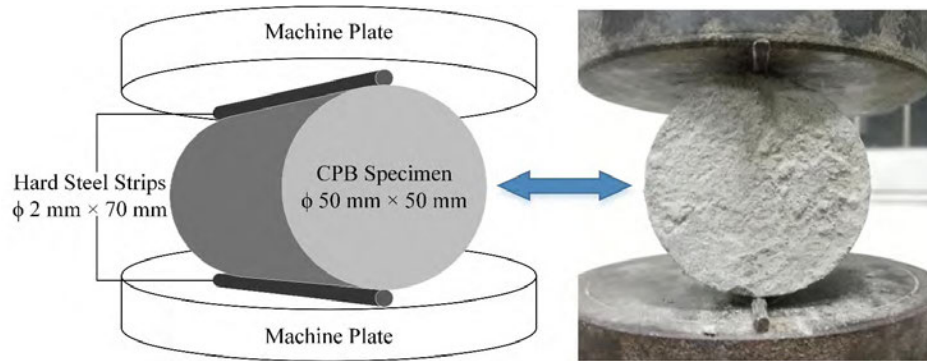 Machine Plate
Hard Steel Strips
ϕ 2 mm × 70 mm
CPB Specimen
ϕ 50 mm × 50 mm
Machine Plate